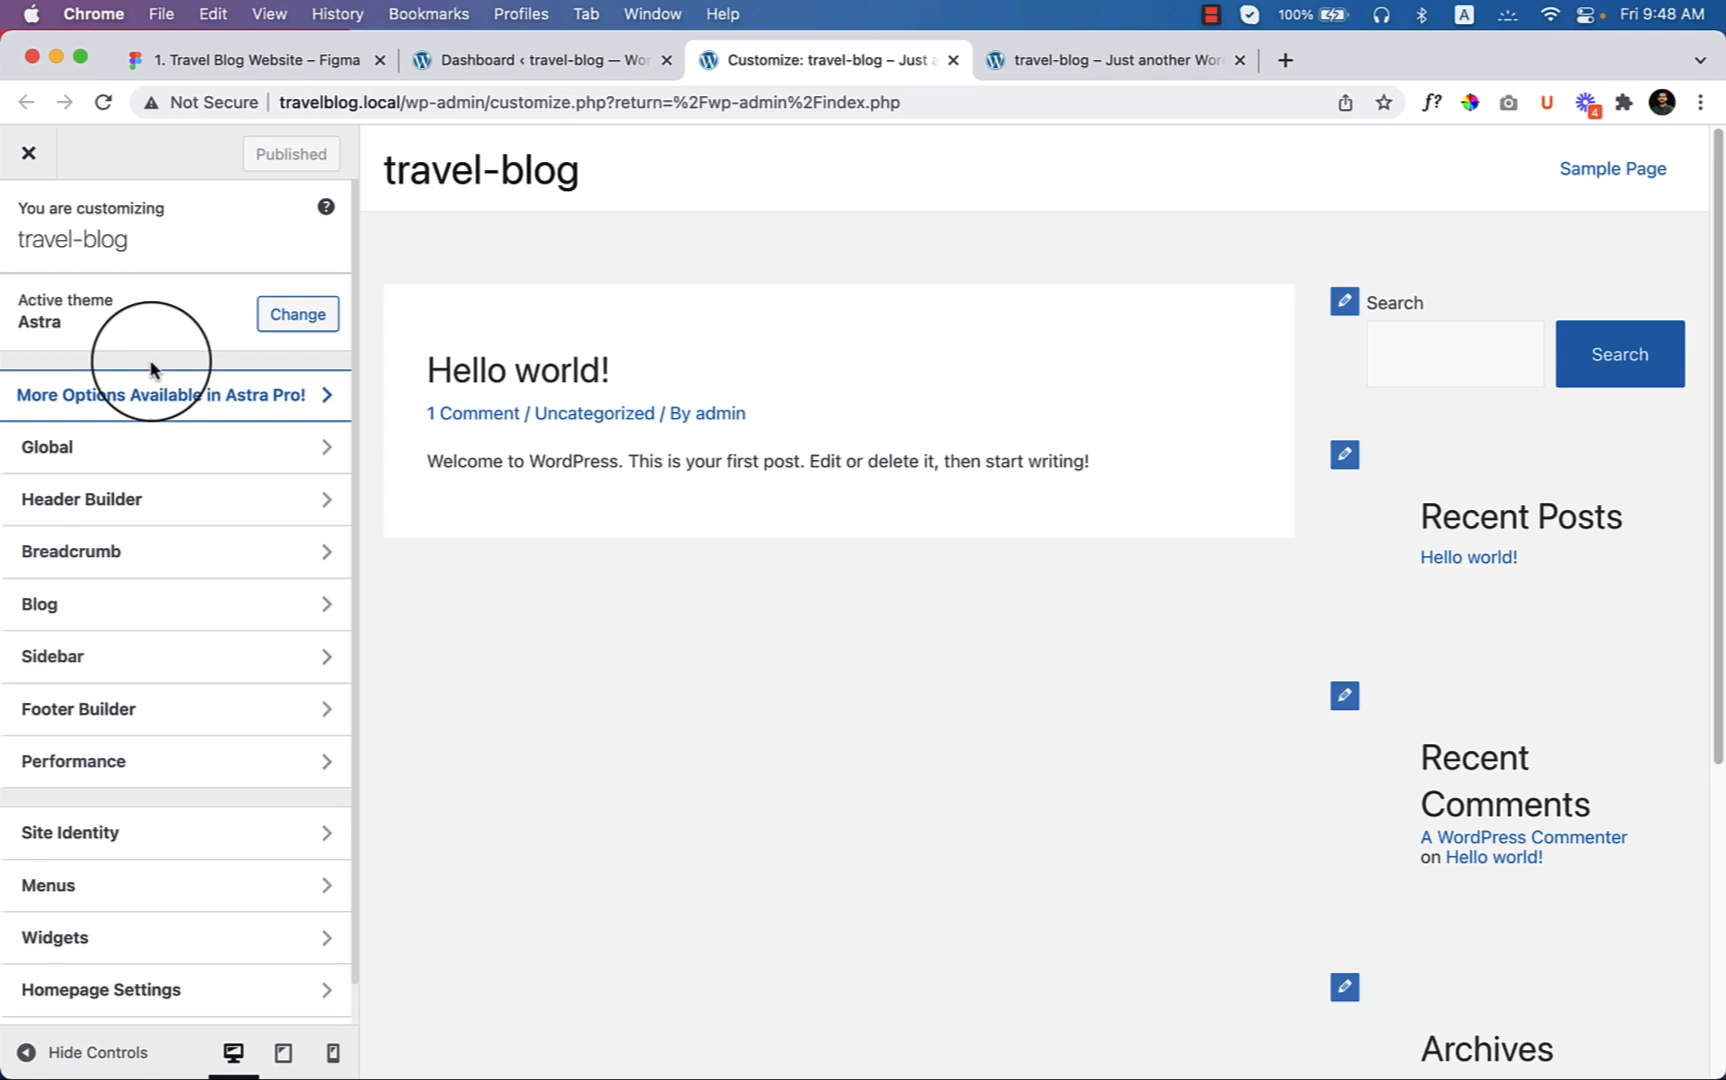 Chrome File Edit View History Bookmarks Profiles Tab Window Help A 100% Fri 9:48 AM
1. Travel Blog Website – Figma
Dashboard ‹ travel-blog — Wor
Customize: travel-blog – Just a
travel-blog – Just another Wor
Not Secure travelblog.local/wp-admin/customize.php?return=%2Fwp-admin%2Findex.php f? U 4
Published
You are customizing
travel-blog
Active theme
Astra
Change
More Options Available in Astra Pro!
Global
Header Builder
Breadcrumb
Blog
Sidebar
Footer Builder
Performance
Site Identity
Menus
Widgets
Homepage Settings
Hide Controls
travel-blog
Sample Page
Hello world!
1 Comment / Uncategorized / By admin
Welcome to WordPress. This is your first post. Edit or delete it, then start writing!
Search
Search
Recent Posts
Hello world!
Recent
Comments
A WordPress Commenter
on Hello world!
Archives